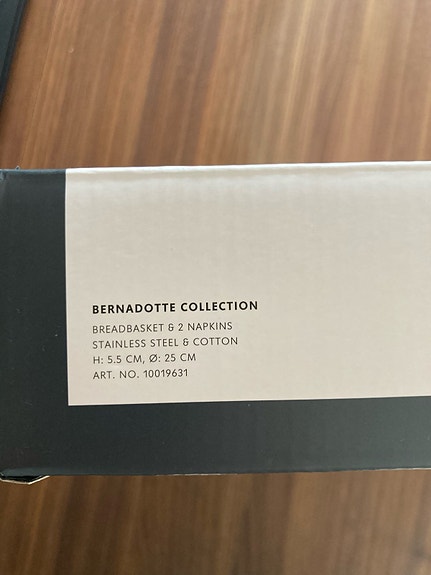 BERNADOTTE COLLECTION
BREADBASKET & 2 NAPKINS
STAINLESS STEEL & COTTON
H: 5.5 CM, Ø: 25 CM
ART. NO. 10019631